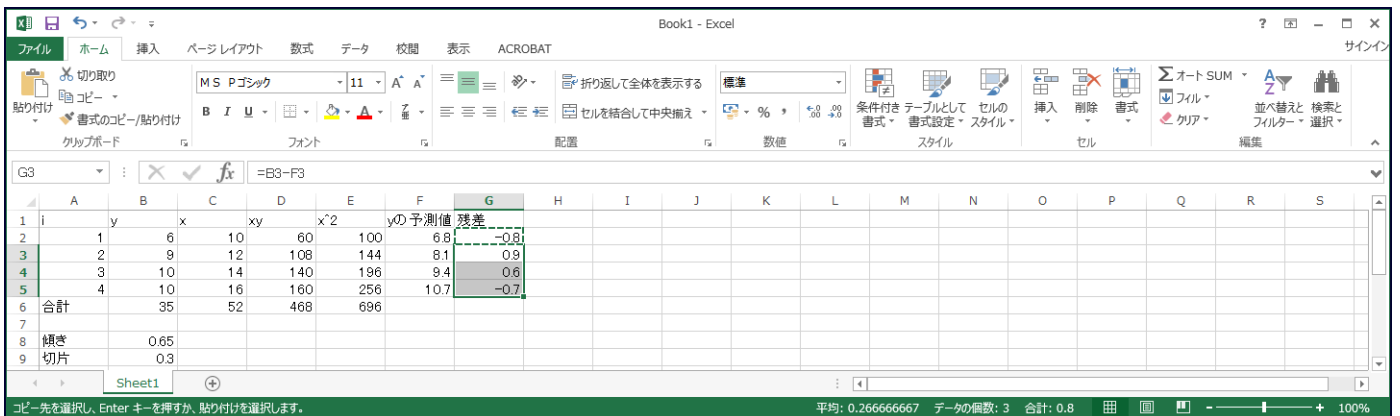 Book1 - Excel
ファイル ホーム 挿入 ページ レイアウト 数式 データ 校閲 表示 ACROBAT サインイン
切り取り
コピー
書式のコピー/貼り付け
貼り付け
クリップボード
MS Pゴシック 11
B I U
フォント
折り返して全体を表示する
セルを結合して中央揃え
配置
標準
% ,
数値
条件付き書式 テーブルとして書式設定 セルのスタイル
スタイル
挿入 削除 書式
セル
Σ オート SUM
フィル
クリア
並べ替えとフィルター 検索と選択
編集
G3 fx =B3-F3
A B C D E F G H I J K L M N O P Q R S
1 i y x xy x^2 yの予測値 残差
2 1 6 10 60 100 6.8 -0.8
3 2 9 12 108 144 8.1 0.9
4 3 10 14 140 196 9.4 0.6
5 4 10 16 160 256 10.7 -0.7
6 合計 35 52 468 696
7
8 傾き 0.65
9 切片 0.3
Sheet1
コピー先を選択し、Enter キーを押すか、貼り付けを選択します。 平均: 0.266666667 データの個数: 3 合計: 0.8 100%